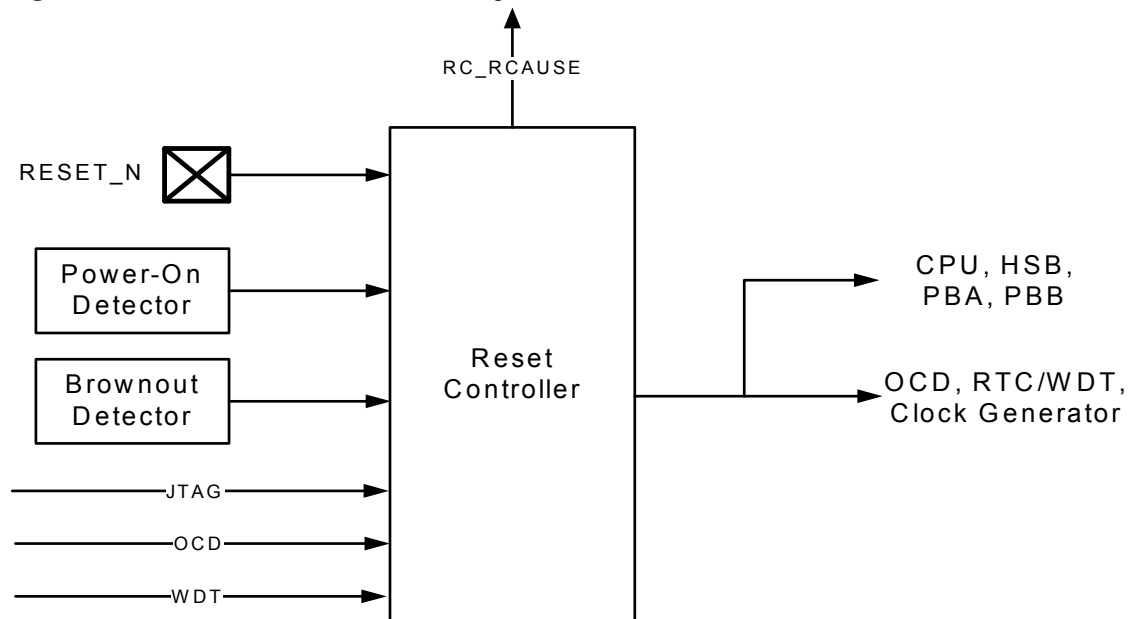 RC_RCAUSE
RESET_N
Power-On
Detector
Brownout
Detector
Reset
Controller
CPU, HSB,
PBA, PBB
OCD, RTC/WDT,
Clock Generator
JTAG
OCD
WDT